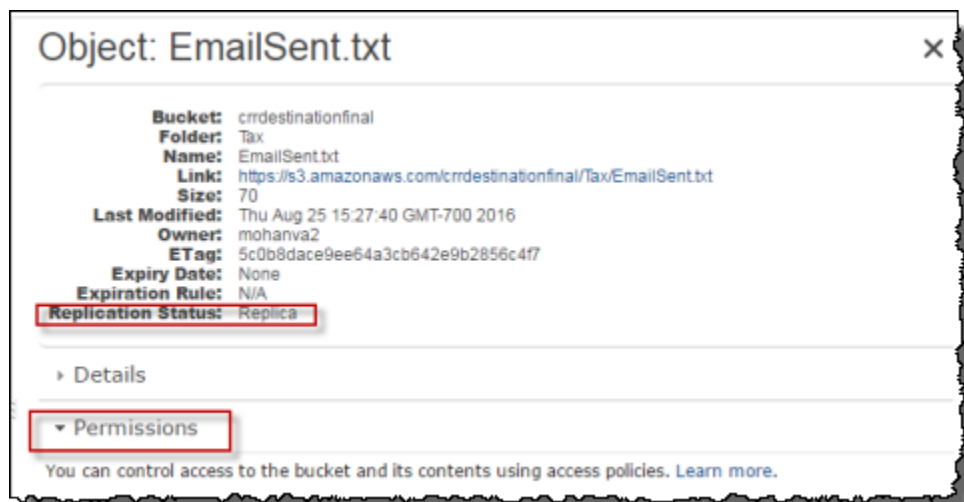 Object: EmailSent.txt
Bucket: crrdestinationfinal
Folder: Tax
Name: EmailSent.txt
Link: https://s3.amazonaws.com/crrdestinationfinal/Tax/EmailSent.txt
Size: 70
Last Modified: Thu Aug 25 15:27:40 GMT-700 2016
Owner: mohanva2
ETag: 5c0b8dace9ee64a3cb642e9b2856c4f7
Expiry Date: None
Expiration Rule: N/A
Replication Status: Replica
Details
Permissions
You can control access to the bucket and its contents using access policies. Learn more.